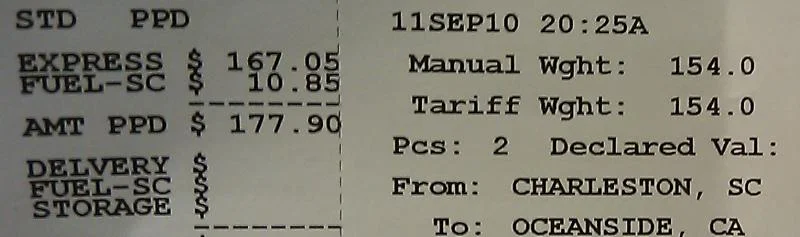 STD PPD
EXPRESS $ 167.05
FUEL-SC $ 10.85
----------
AMT PPD $ 177.90
DELVERY $
FUEL-SC $
STORAGE $
----------
11SEP10 20:25A
Manual Wght: 154.0
Tariff Wght: 154.0
Pcs: 2 Declared Val:
From: CHARLESTON, SC
To: OCEANSIDE, CA